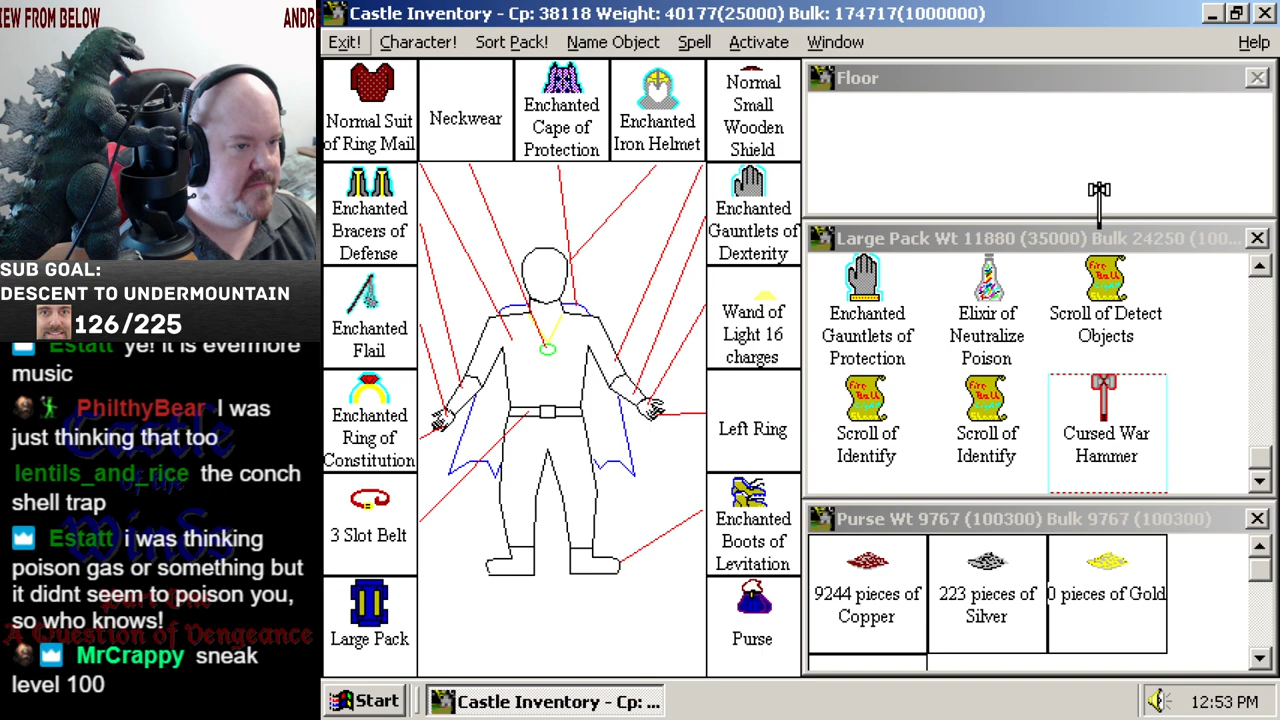 IEW FROM BELOW
ANDR
SUB GOAL:
DESCENT TO UNDERMOUNTAIN
126/225
Estatt ye! it is evermore
music
PhilthyBear I was
just thinking that too
lentils_and_rice the conch
shell trap
Estatt i was thinking
poison gas or something but
it didnt seem to poison you,
so who knows!
MrCrappy sneak
level 100
Castle
of the
Winds
Part One
A Question of Vengeance
Castle Inventory - Cp: 38118 Weight: 40177(25000) Bulk: 174717(1000000)
Exit! Character! Sort Pack! Name Object Spell Activate Window Help
Normal Suit
of Ring Mail
Neckwear
Enchanted
Cape of
Protection
Enchanted
Iron Helmet
Normal
Small
Wooden
Shield
Enchanted
Bracers of
Defense
Enchanted
Gauntlets of
Dexterity
Enchanted
Flail
Wand of
Light 16
charges
Enchanted
Ring of
Constitution
Left Ring
3 Slot Belt
Enchanted
Boots of
Levitation
Large Pack
Purse
Floor
Large Pack Wt 11880 (35000) Bulk 24250 (100...
Enchanted
Gauntlets of
Protection
Elixir of
Neutralize
Poison
Scroll of Detect
Objects
Scroll of
Identify
Scroll of
Identify
Cursed War
Hammer
Purse Wt 9767 (100300) Bulk 9767 (100300)
9244 pieces of
Copper
223 pieces of
Silver
0 pieces of Gold
Start
Castle Inventory - Cp: ...
12:53 PM